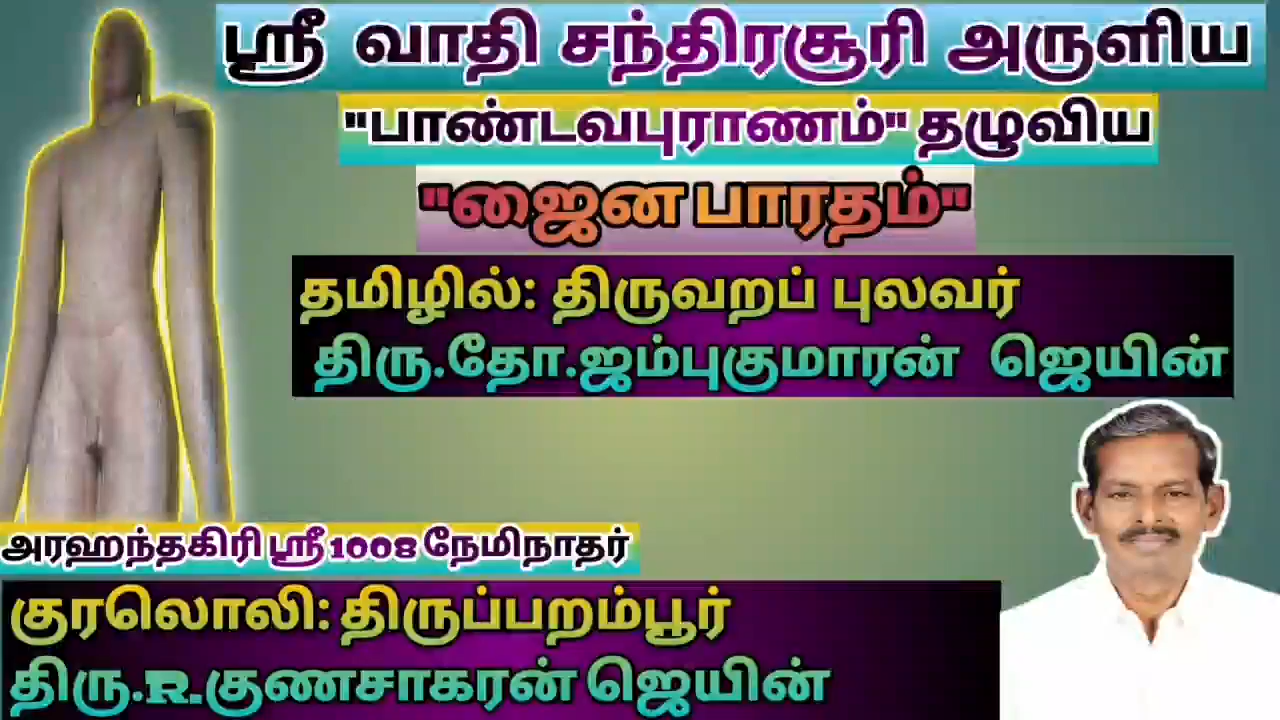 ஸ்ரீ வாதி சந்திரசூரி அருளிய
"பாண்டவபுராணம்" தழுவிய
"ஜைன பாரதம்"
தமிழில்: திருவறப் புலவர்
திரு.தோ.ஜம்புகுமாரன் ஜெயின்
அரஹந்தகிரி ஸ்ரீ 1008 நேமிநாதர்
குரலொலி: திருப்பறம்பூர்
திரு.R.குணசாகரன் ஜெயின்